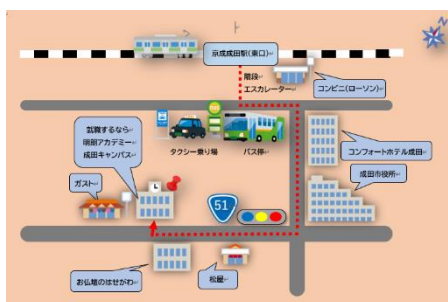 京成成田駅(東口)
階段
エスカレーター
コンビニ(ローソン)
就職するなら
明朗アカデミー
成田キャンパス
タクシー乗り場
バス停
コンフォートホテル成田
ガスト
成田市役所
51
お仏壇のはせがわ
松屋